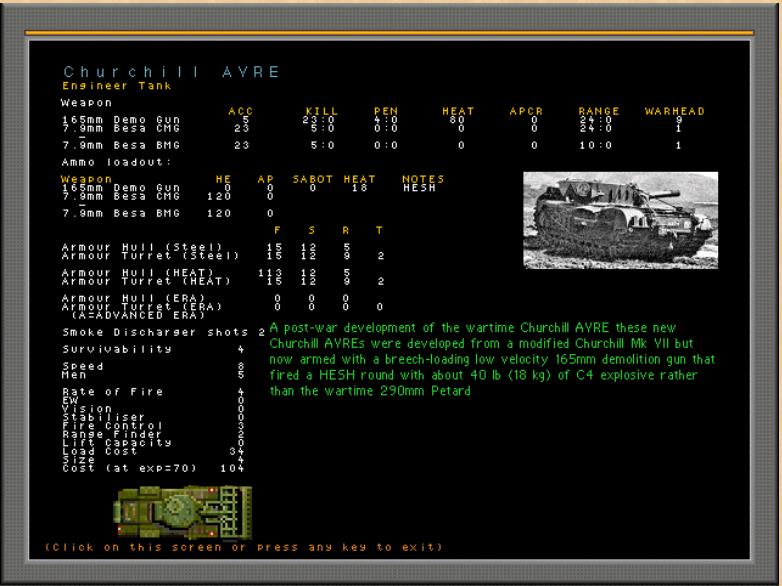 Churchill AVRE
Engineer Tank
Weapon ACC KILL PEN HEAT APCR RANGE WARHEAD
165mm Demo Gun 5 23:0 4:0 80 0 24:0 9
7.9mm Besa CMG 23 5:0 0:0 0 0 24:0 1
7.9mm Besa BMG 23 5:0 0:0 0 0 10:0 1
Ammo loadout:
Weapon HE AP SABOT HEAT NOTES
165mm Demo Gun 0 0 0 18 HESH
7.9mm Besa CMG 120 0
7.9mm Besa BMG 120 0
F S R T
Armour Hull (Steel) 15 12 5
Armour Turret (Steel) 15 12 9 2
Armour Hull (HEAT) 113 12 5
Armour Turret (HEAT) 15 12 9 2
Armour Hull (ERA) 0 0 0
Armour Turret (ERA) 0 0 0 0
(A=ADVANCED ERA)
Smoke Discharger shots 2
Survivability 4
Speed 8
Men 5
Rate of Fire 4
EW 0
Vision 0
Stabiliser 0
Fire Control 3
Range Finder 2
Lift Capacity 0
Load Cost 34
Size 4
Cost (at exp=70) 104
A post-war development of the wartime Churchill AVRE these new
Churchill AVREs were developed from a modified Churchill Mk VII but
now armed with a breech-loading low velocity 165mm demolition gun that
fired a HESH round with about 40 lb (18 kg) of C4 explosive rather
than the wartime 290mm Petard
(Click on this screen or press any key to exit)